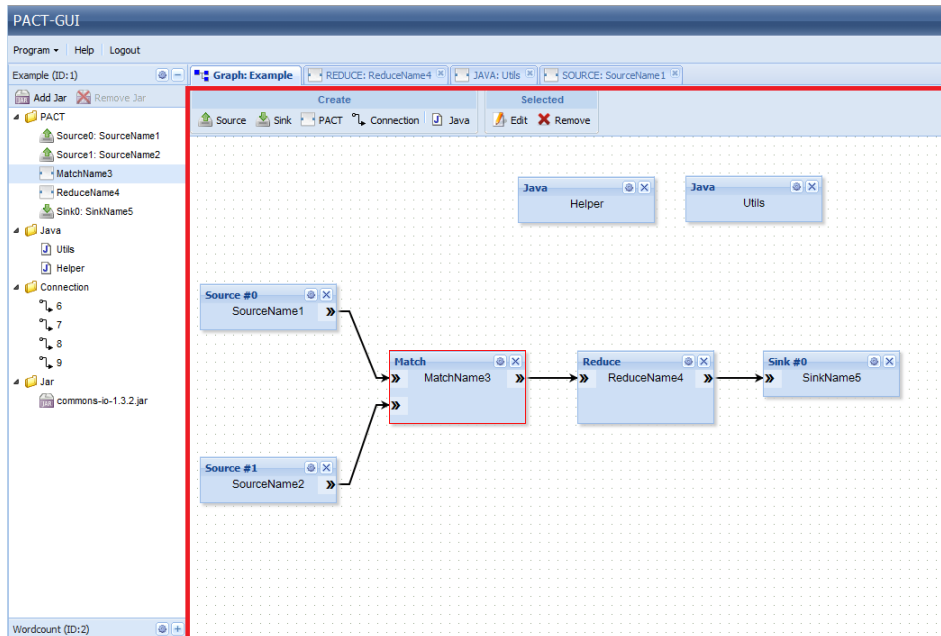 PACT-GUI
Program Help Logout
Example (ID:1)
Graph: Example REDUCE: ReduceName4 JAVA: Utils SOURCE: SourceName1
Add Jar Remove Jar
Create Selected
Source Sink PACT Connection Java Edit Remove
PACT
Source0: SourceName1
Source1: SourceName2
MatchName3
ReduceName4
Sink0: SinkName5
Java
Utils
Helper
Connection
6
7
8
9
Jar
commons-io-1.3.2.jar
Wordcount (ID:2)
Java
Helper
Java
Utils
Source #0
SourceName1
Match
MatchName3
Reduce
ReduceName4
Sink #0
SinkName5
Source #1
SourceName2